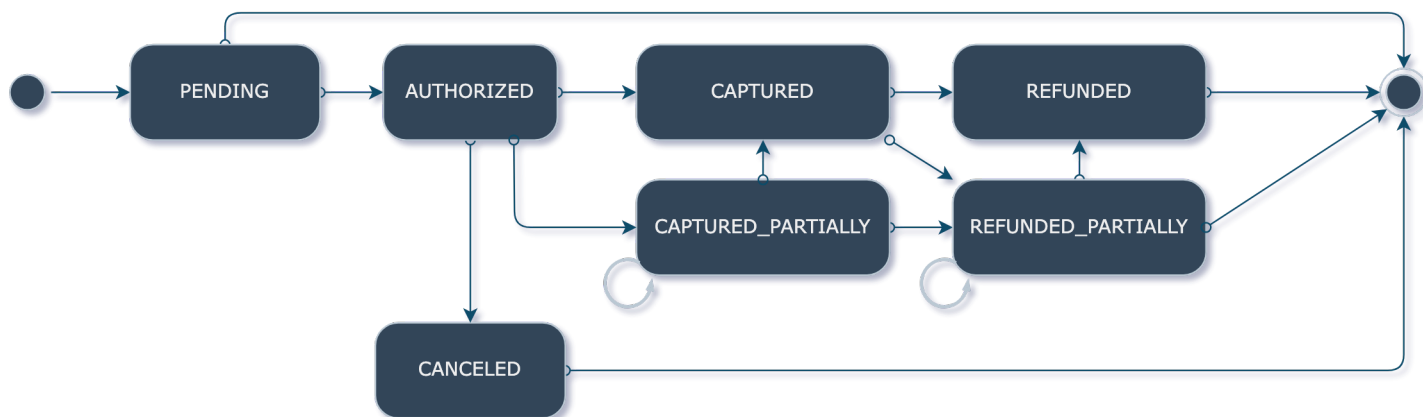 PENDING
AUTHORIZED
CAPTURED
REFUNDED
CAPTURED_PARTIALLY
REFUNDED_PARTIALLY
CANCELED